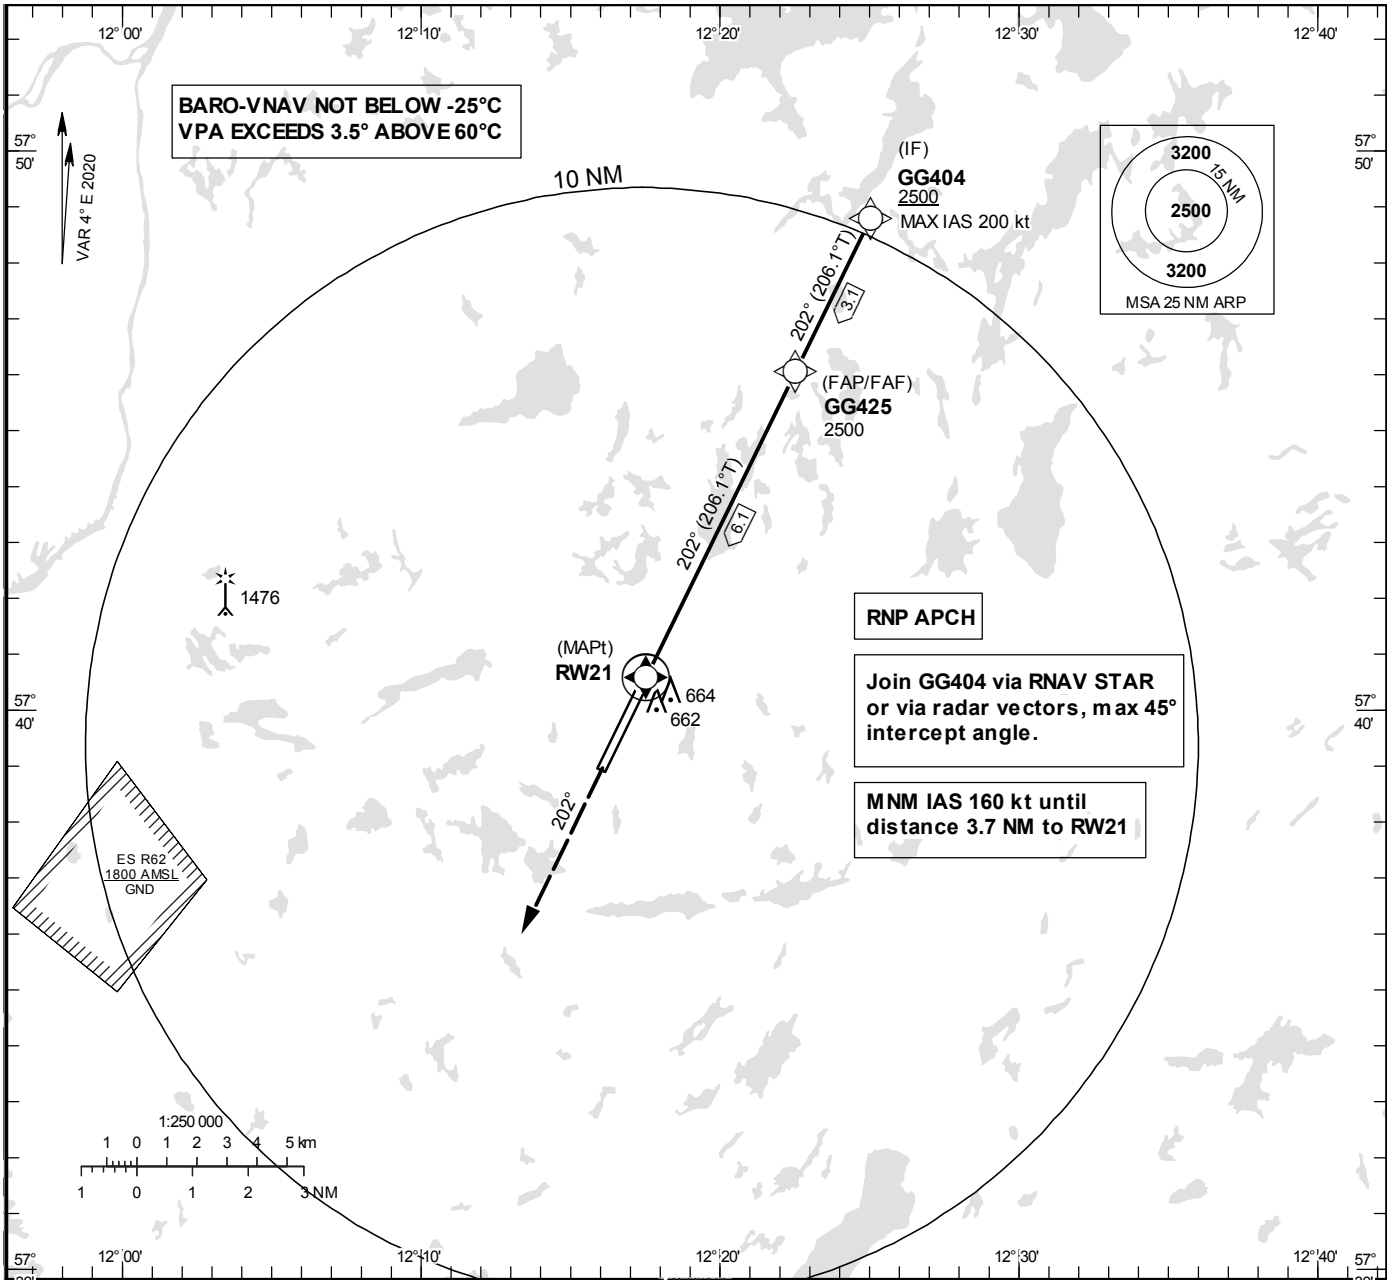 12° 00'
12° 10'
12° 20'
12° 30'
12° 40'
BARO-VNAV NOT BELOW -25°C
VPA EXCEEDS 3.5° ABOVE 60°C
57°
50'
57°
50'
VAR 4° E 2020
10 NM
(IF)
GG404
2500
MAX IAS 200 kt
3200
15 NM
2500
3200
MSA 25 NM ARP
202° (206.1°T)
3.1
(FAP/FAF)
GG425
2500
202° (206.1°T)
6.1
1476
RNP APCH
(MAPt)
RW21
664
662
Join GG404 via RNAV STAR
or via radar vectors, max 45°
intercept angle.
57°
40'
57°
40'
MNM IAS 160 kt until
distance 3.7 NM to RW21
202°
ES R62
1800 AMSL
GND
1:250 000
1 0 1 2 3 4 5 km
1 0 1 2 3 NM
57°
57°
12° 00'
12° 10'
12° 20'
12° 30'
12° 40'